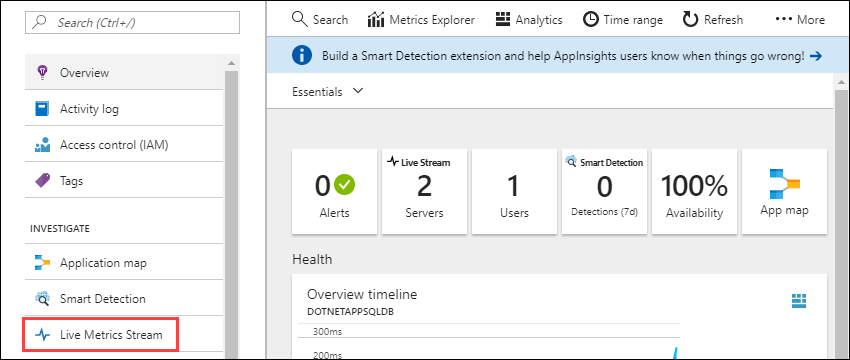 Search (Ctrl+/)
Overview
Activity log
Access control (IAM)
Tags
INVESTIGATE
Application map
Smart Detection
Live Metrics Stream
Search Metrics Explorer Analytics Time range Refresh ··· More
Build a Smart Detection extension and help AppInsights users know when things go wrong! →
Essentials
0
Alerts
Live Stream
2
Servers
1
Users
Smart Detection
0
Detections (7d)
100%
Availability
App map
Health
Overview timeline
DOTNETAPPSQLDB
300ms
200ms